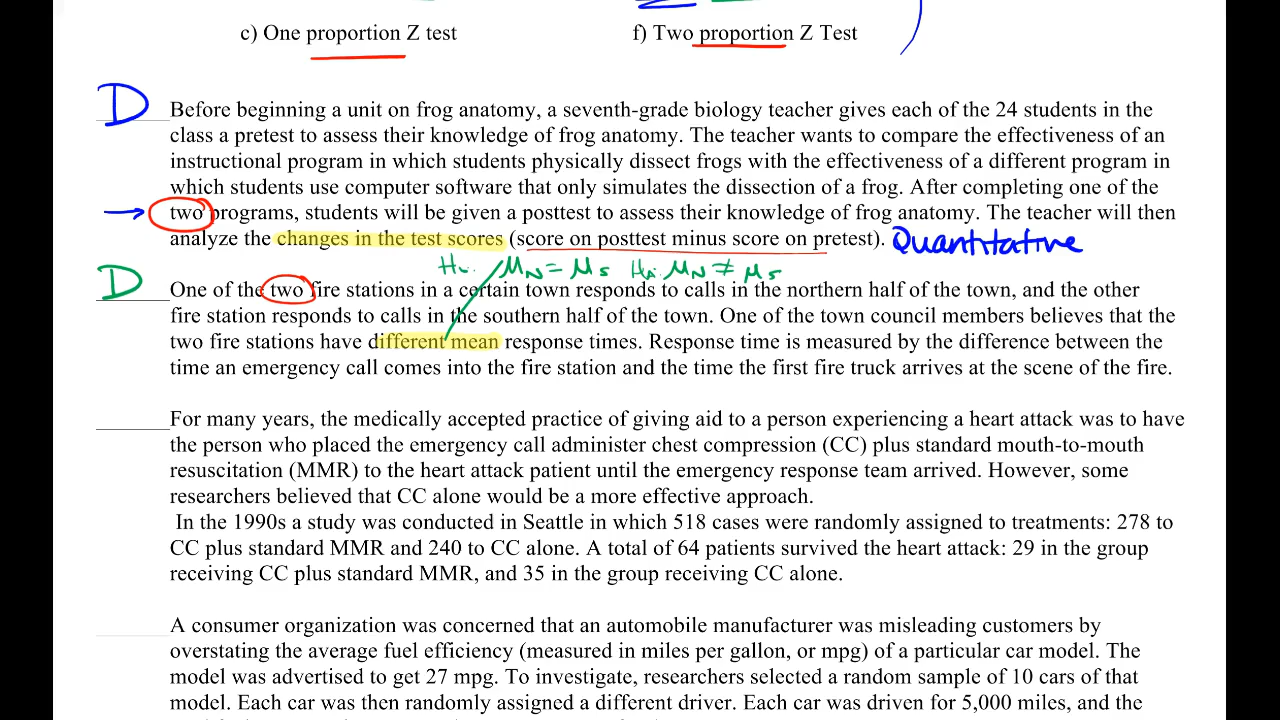 c) One proportion Z test f) Two proportion Z Test
D Before beginning a unit on frog anatomy, a seventh-grade biology teacher gives each of the 24 students in the
class a pretest to assess their knowledge of frog anatomy. The teacher wants to compare the effectiveness of an
instructional program in which students physically dissect frogs with the effectiveness of a different program in
which students use computer software that only simulates the dissection of a frog. After completing one of the
two programs, students will be given a posttest to assess their knowledge of frog anatomy. The teacher will then
analyze the changes in the test scores (score on posttest minus score on pretest). Quantitative
H₀: μN = μS Ha: μN ≠ μS
D One of the two fire stations in a certain town responds to calls in the northern half of the town, and the other
fire station responds to calls in the southern half of the town. One of the town council members believes that the
two fire stations have different mean response times. Response time is measured by the difference between the
time an emergency call comes into the fire station and the time the first fire truck arrives at the scene of the fire.
For many years, the medically accepted practice of giving aid to a person experiencing a heart attack was to have
the person who placed the emergency call administer chest compression (CC) plus standard mouth-to-mouth
resuscitation (MMR) to the heart attack patient until the emergency response team arrived. However, some
researchers believed that CC alone would be a more effective approach.
In the 1990s a study was conducted in Seattle in which 518 cases were randomly assigned to treatments: 278 to
CC plus standard MMR and 240 to CC alone. A total of 64 patients survived the heart attack: 29 in the group
receiving CC plus standard MMR, and 35 in the group receiving CC alone.
A consumer organization was concerned that an automobile manufacturer was misleading customers by
overstating the average fuel efficiency (measured in miles per gallon, or mpg) of a particular car model. The
model was advertised to get 27 mpg. To investigate, researchers selected a random sample of 10 cars of that
model. Each car was then randomly assigned a different driver. Each car was driven for 5,000 miles, and the